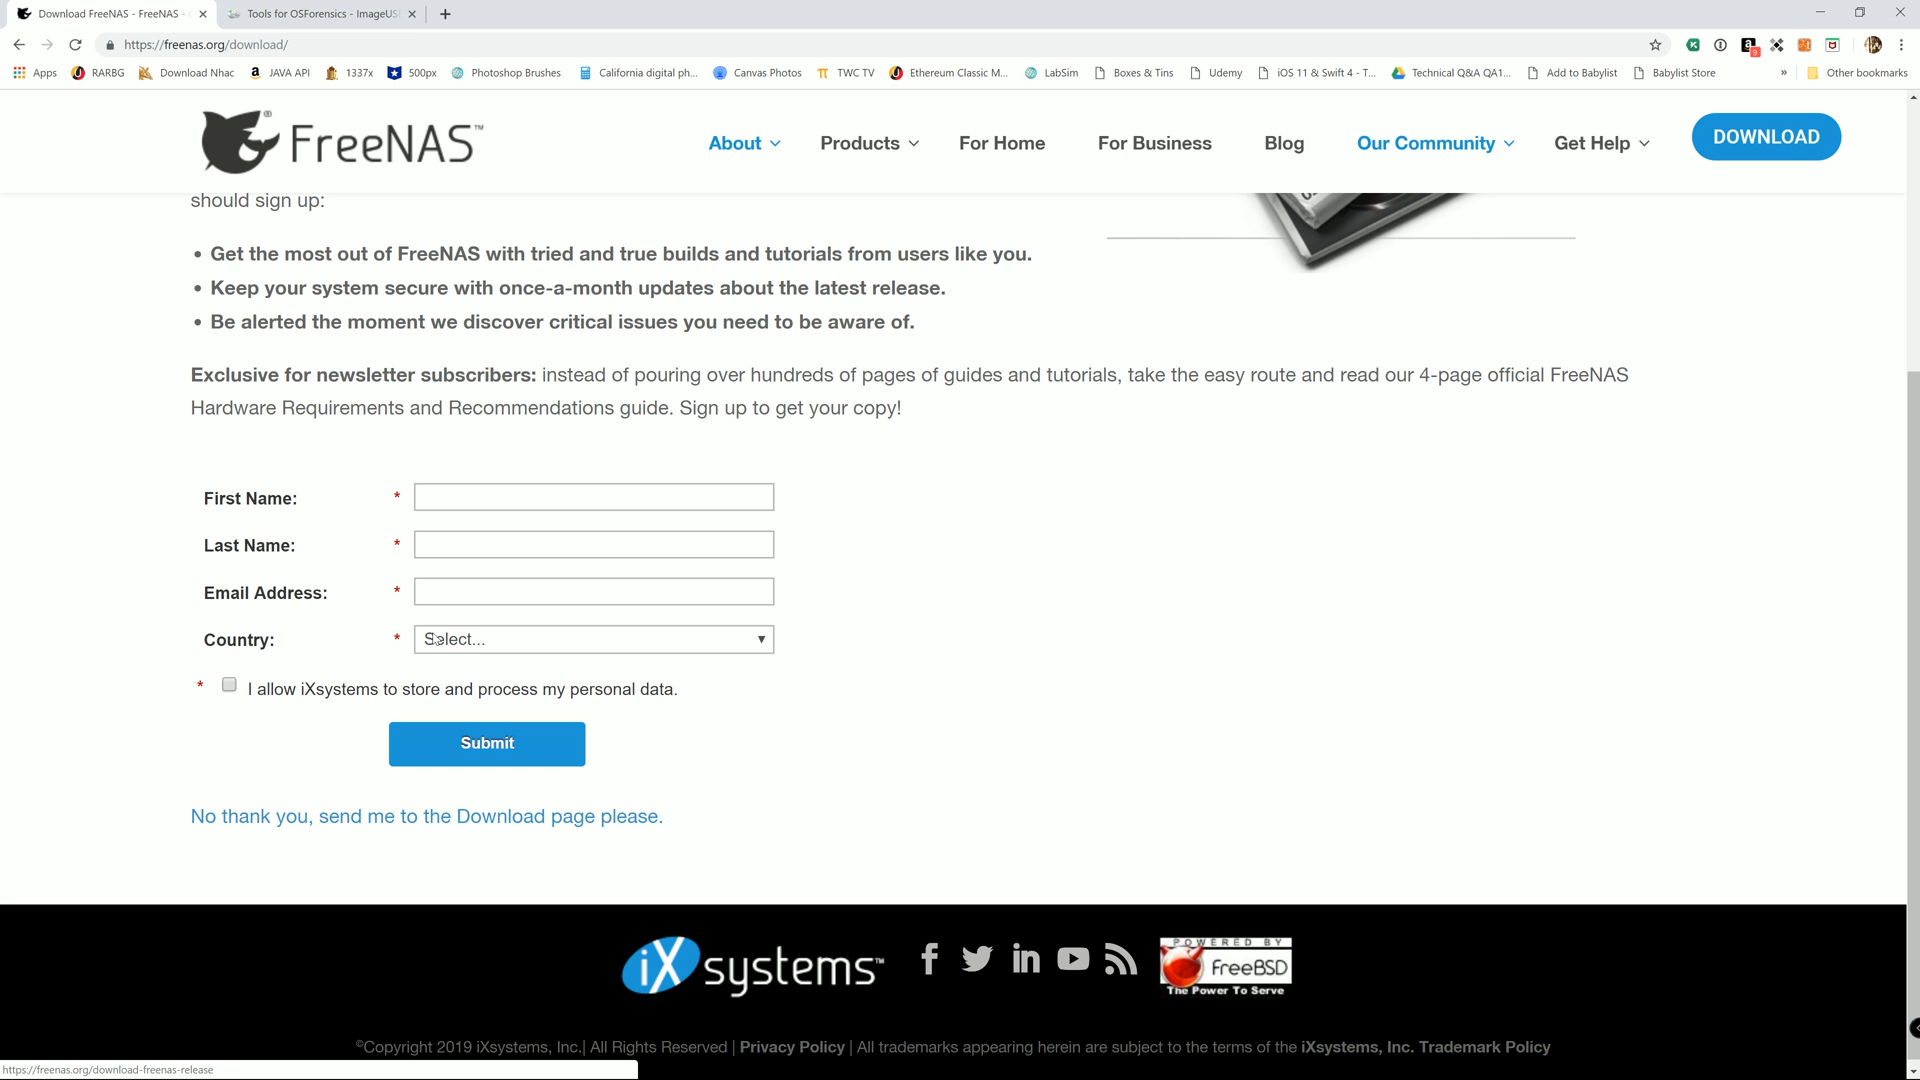 Download FreeNAS - FreeNAS -
Tools for OSForensics - ImageUS
https://freenas.org/download/
9
Apps
RARBG
Download Nhac
JAVA API
1337x
500px
Photoshop Brushes
California digital ph...
Canvas Photos
TWC TV
Ethereum Classic M...
LabSim
Boxes & Tins
Udemy
iOS 11 & Swift 4 - T...
Technical Q&A QA1...
Add to Babylist
Babylist Store
»
Other bookmarks
FreeNAS™
About
Products
For Home
For Business
Blog
Our Community
Get Help
DOWNLOAD
should sign up:
• Get the most out of FreeNAS with tried and true builds and tutorials from users like you.
• Keep your system secure with once-a-month updates about the latest release.
• Be alerted the moment we discover critical issues you need to be aware of.
Exclusive for newsletter subscribers: instead of pouring over hundreds of pages of guides and tutorials, take the easy route and read our 4-page official FreeNAS
Hardware Requirements and Recommendations guide. Sign up to get your copy!
First Name: *
Last Name: *
Email Address: *
Country: * Select...
* I allow iXsystems to store and process my personal data.
Submit
No thank you, send me to the Download page please.
iXsystems™
POWERED BY
FreeBSD
The Power To Serve
©Copyright 2019 iXsystems, Inc.| All Rights Reserved | Privacy Policy | All trademarks appearing herein are subject to the terms of the iXsystems, Inc. Trademark Policy
https://freenas.org/download-freenas-release